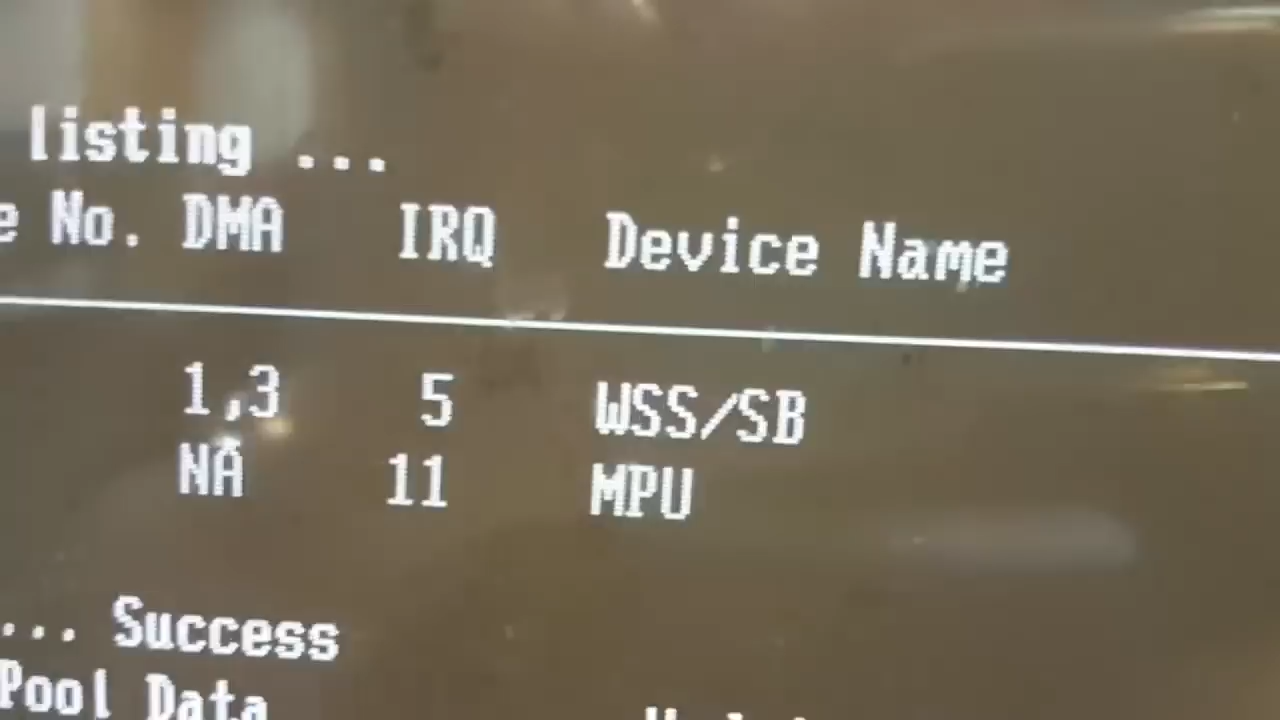 listing ...
e No. DMA IRQ Device Name
1,3 5 WSS/SB
NA 11 MPU
... Success
Pool Data